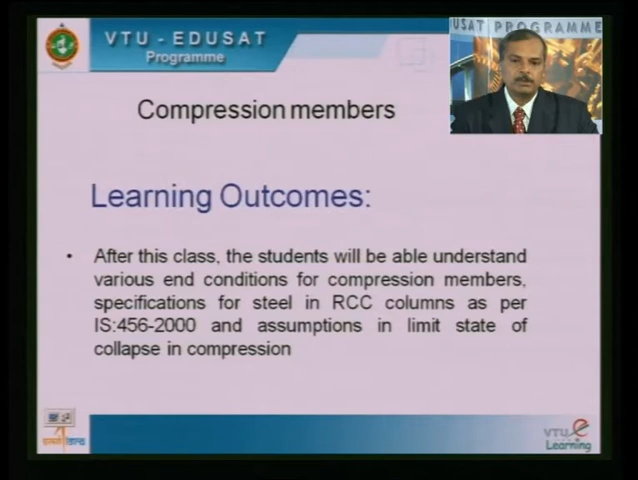 VTU - EDUSAT
Programme
USAT PROGRAMME
Compression members
Learning Outcomes:
• After this class, the students will be able understand
various end conditions for compression members,
specifications for steel in RCC columns as per
IS:456-2000 and assumptions in limit state of
collapse in compression
VTU e
Learning